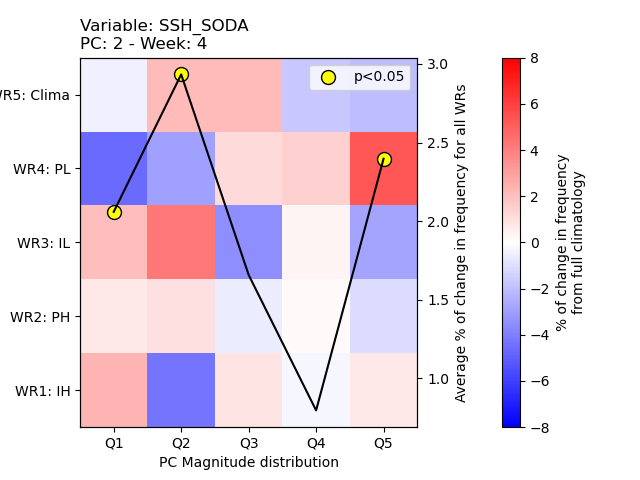 Variable: SSH_SODA
PC: 2 - Week: 4
p<0.05
WR5: Clima
WR4: PL
WR3: IL
WR2: PH
WR1: IH
Q1 Q2 Q3 Q4 Q5
PC Magnitude distribution
3.0
2.5
2.0
1.5
1.0
Average % of change in frequency for all WRs
8
6
4
2
0
−2
−4
−6
−8
% of change in frequency
from full climatology